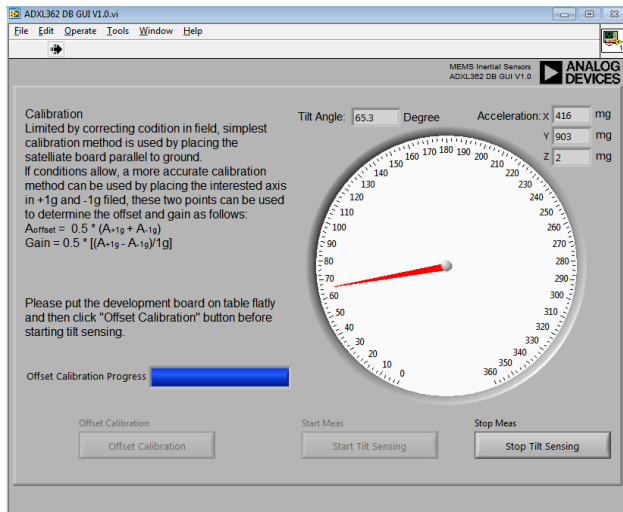 ADXL362 DB GUI V1.0.vi
File Edit Operate Tools Window Help
MEMS Inertial Sensors
ADXL362 DB GUI V1.0
ANALOG
DEVICES
Calibration
Limited by correcting codition in field, simplest
calibration method is used by placing the
satelliate board parallel to ground.
If conditions allow, a more accurate calibration
method can be used by placing the interested axis
in +1g and -1g filed, these two points can be used
to determine the offset and gain as follows:
Aoffset = 0.5 * (A+1g + A-1g)
Gain = 0.5 * [(A+1g - A-1g)/1g]
Please put the development board on table flatly
and then click "Offset Calibration" button before
starting tilt sensing.
Offset Calibration Progress
Tilt Angle: 65.3 Degree
Acceleration: X 416 mg
Y 903 mg
Z 2 mg
0
10
20
30
40
50
60
70
80
90
100
110
120
130
140
150
160
170
180
190
200
210
220
230
240
250
260
270
280
290
300
310
320
330
340
350
360
Offset Calibration
Offset Calibration
Start Meas
Start Tilt Sensing
Stop Meas
Stop Tilt Sensing